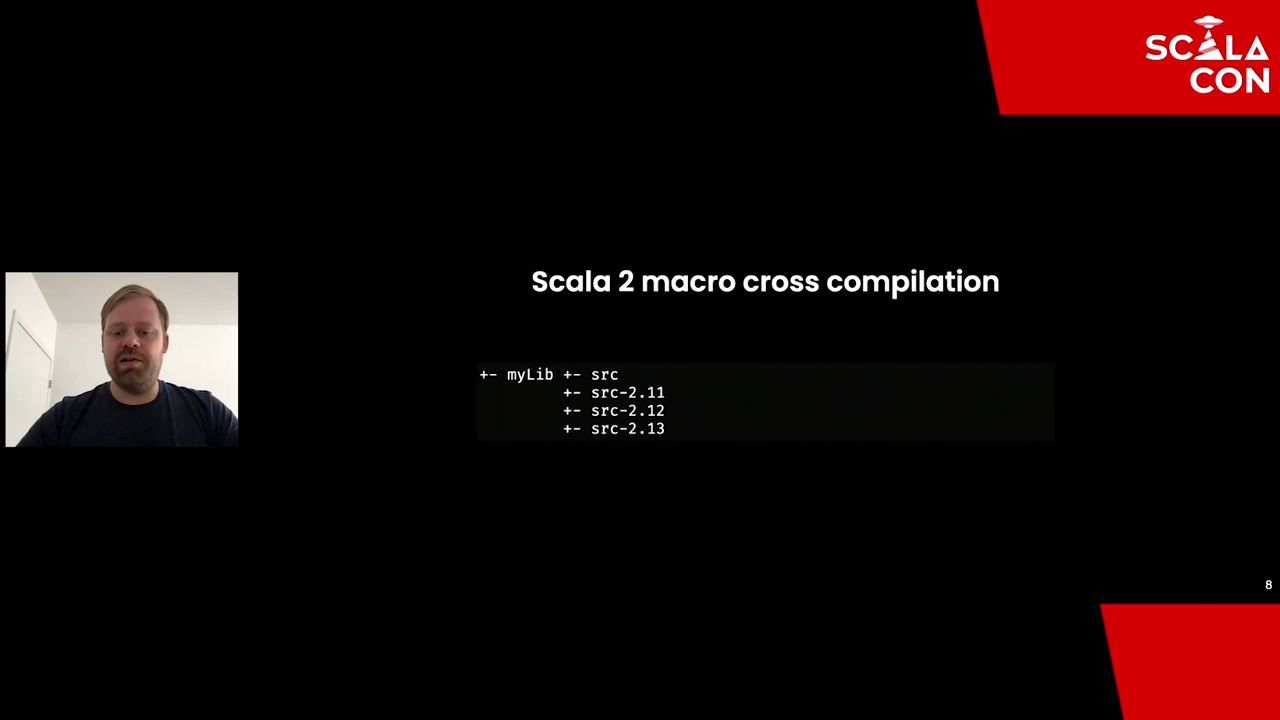 SCALA
CON
Scala 2 macro cross compilation
+- myLib +- src
+- src-2.11
+- src-2.12
+- src-2.13
8